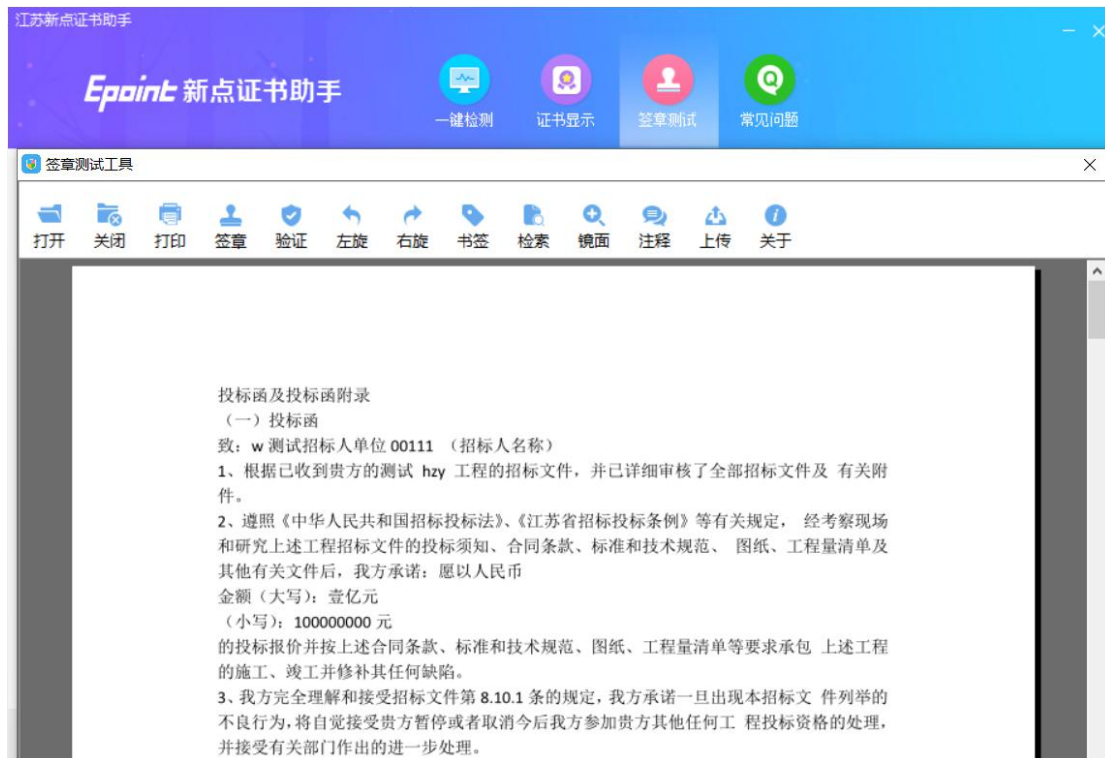 江苏新点证书助手
Epoint 新点证书助手
一键检测 证书显示 签章测试 常见问题
签章测试工具
打开 关闭 打印 签章 验证 左旋 右旋 书签 检索 镜面 注释 上传 关于
投标函及投标函附录
（一）投标函
致：w 测试招标人单位 00111 （招标人名称）
1、根据已收到贵方的测试 hzy 工程的招标文件，并已详细审核了全部招标文件及 有关附
件。
2、遵照《中华人民共和国招标投标法》、《江苏省招标投标条例》等有关规定， 经考察现场
和研究上述工程招标文件的投标须知、合同条款、标准和技术规范、 图纸、工程量清单及
其他有关文件后，我方承诺：愿以人民币
金额（大写）：壹亿元
（小写）：100000000 元
的投标报价并按上述合同条款、标准和技术规范、图纸、工程量清单等要求承包 上述工程
的施工、竣工并修补其任何缺陷。
3、我方完全理解和接受招标文件第 8.10.1 条的规定，我方承诺一旦出现本招标文 件列举的
不良行为，将自觉接受贵方暂停或者取消今后我方参加贵方其他任何工 程投标资格的处理，
并接受有关部门作出的进一步处理。